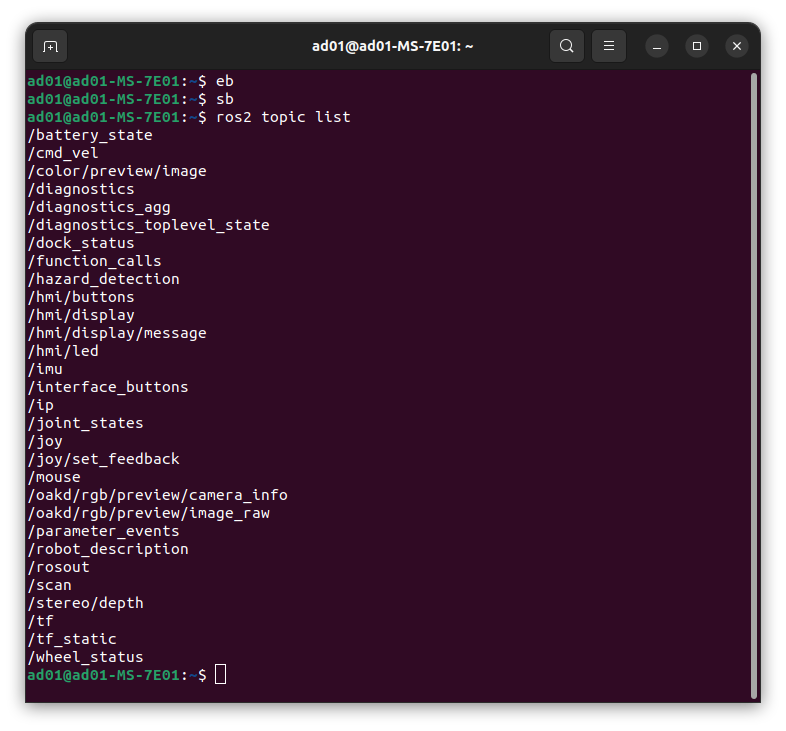 ad01@ad01-MS-7E01: ~
ad01@ad01-MS-7E01:~$ eb
ad01@ad01-MS-7E01:~$ sb
ad01@ad01-MS-7E01:~$ ros2 topic list
/battery_state
/cmd_vel
/color/preview/image
/diagnostics
/diagnostics_agg
/diagnostics_toplevel_state
/dock_status
/function_calls
/hazard_detection
/hmi/buttons
/hmi/display
/hmi/display/message
/hmi/led
/imu
/interface_buttons
/ip
/joint_states
/joy
/joy/set_feedback
/mouse
/oakd/rgb/preview/camera_info
/oakd/rgb/preview/image_raw
/parameter_events
/robot_description
/rosout
/scan
/stereo/depth
/tf
/tf_static
/wheel_status
ad01@ad01-MS-7E01:~$